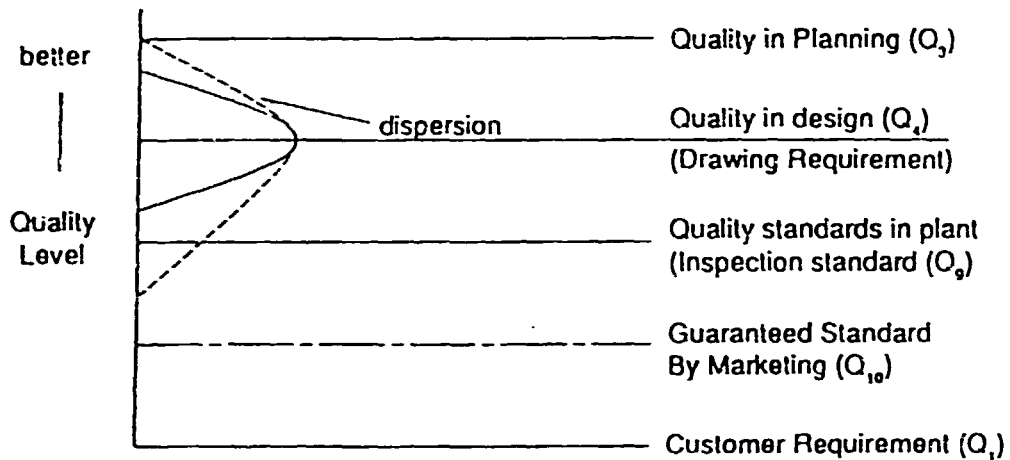 better
Quality in Planning (Q3)
dispersion
Quality in design (Q4)
(Drawing Requirement)
Quality
Level
Quality standards in plant
(Inspection standard (Q9)
Guaranteed Standard
By Marketing (Q10)
Customer Requirement (Q1)